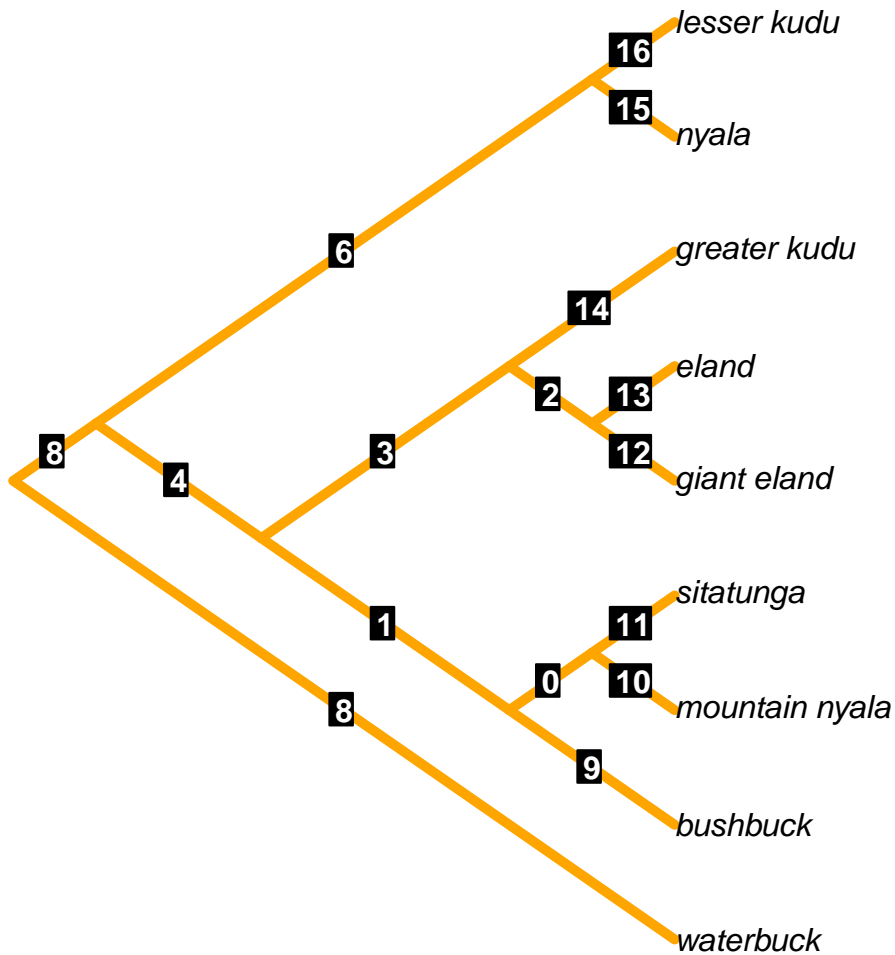 lesser kudu
16
15
nyala
6
greater kudu
14
eland
2
13
8
3
12
4
giant eland
sitatunga
1
11
0
10
8
mountain nyala
9
bushbuck
waterbuck